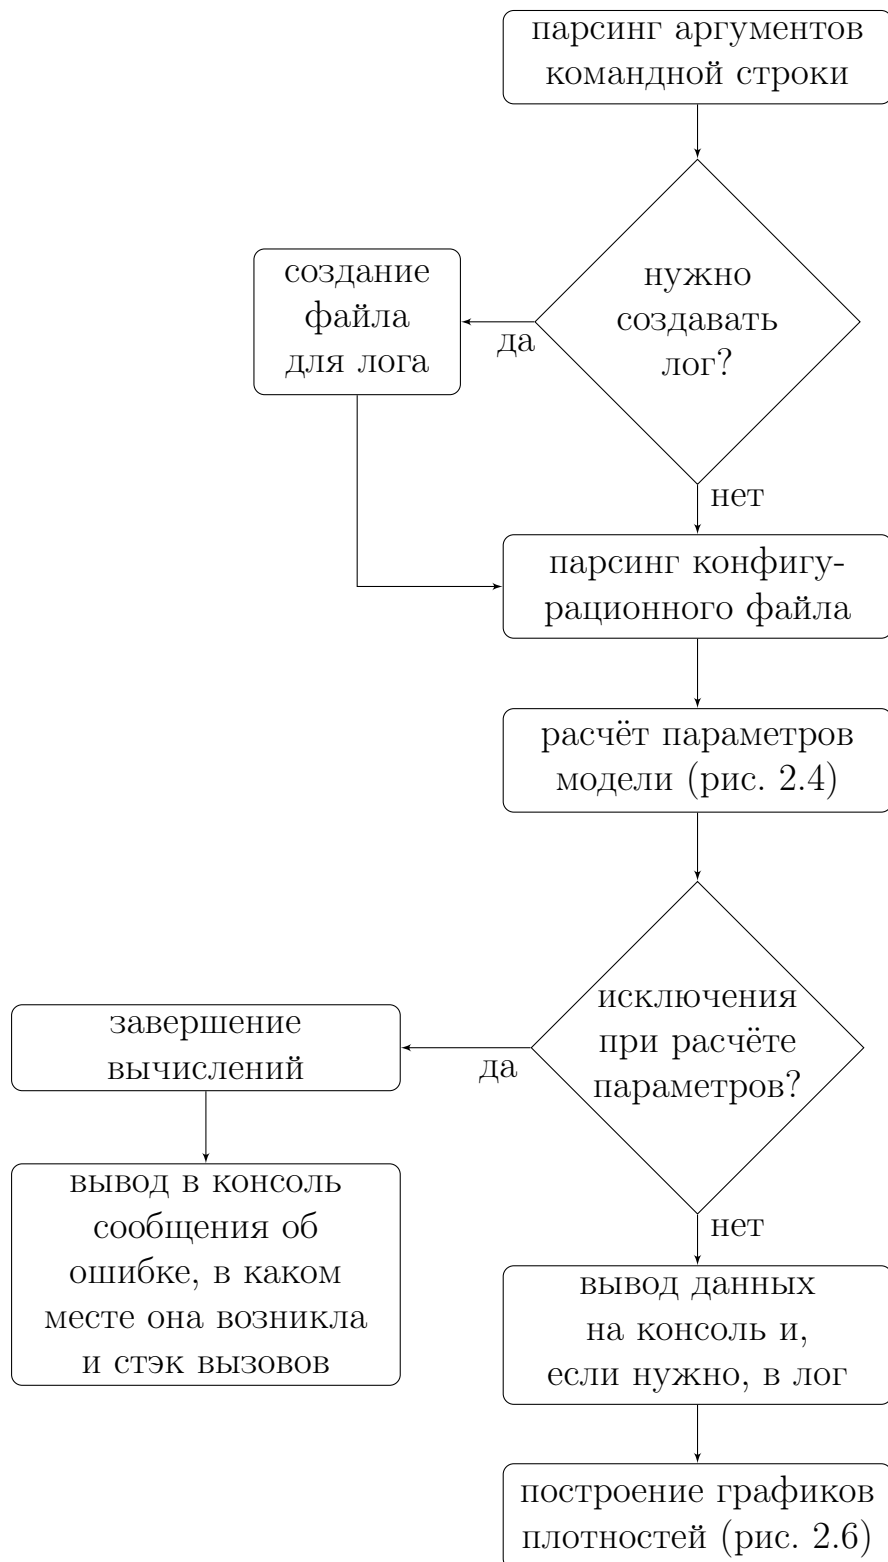 парсинг аргументов
командной строки
нужно
создавать
лог?
создание
файла
для лога
да
нет
парсинг конфигу-
рационного файла
расчёт параметров
модели (рис. 2.4)
исключения
при расчёте
параметров?
завершение
вычислений
да
вывод в консоль
сообщения об
ошибке, в каком
месте она возникла
и стэк вызовов
нет
вывод данных
на консоль и,
если нужно, в лог
построение графиков
плотностей (рис. 2.6)